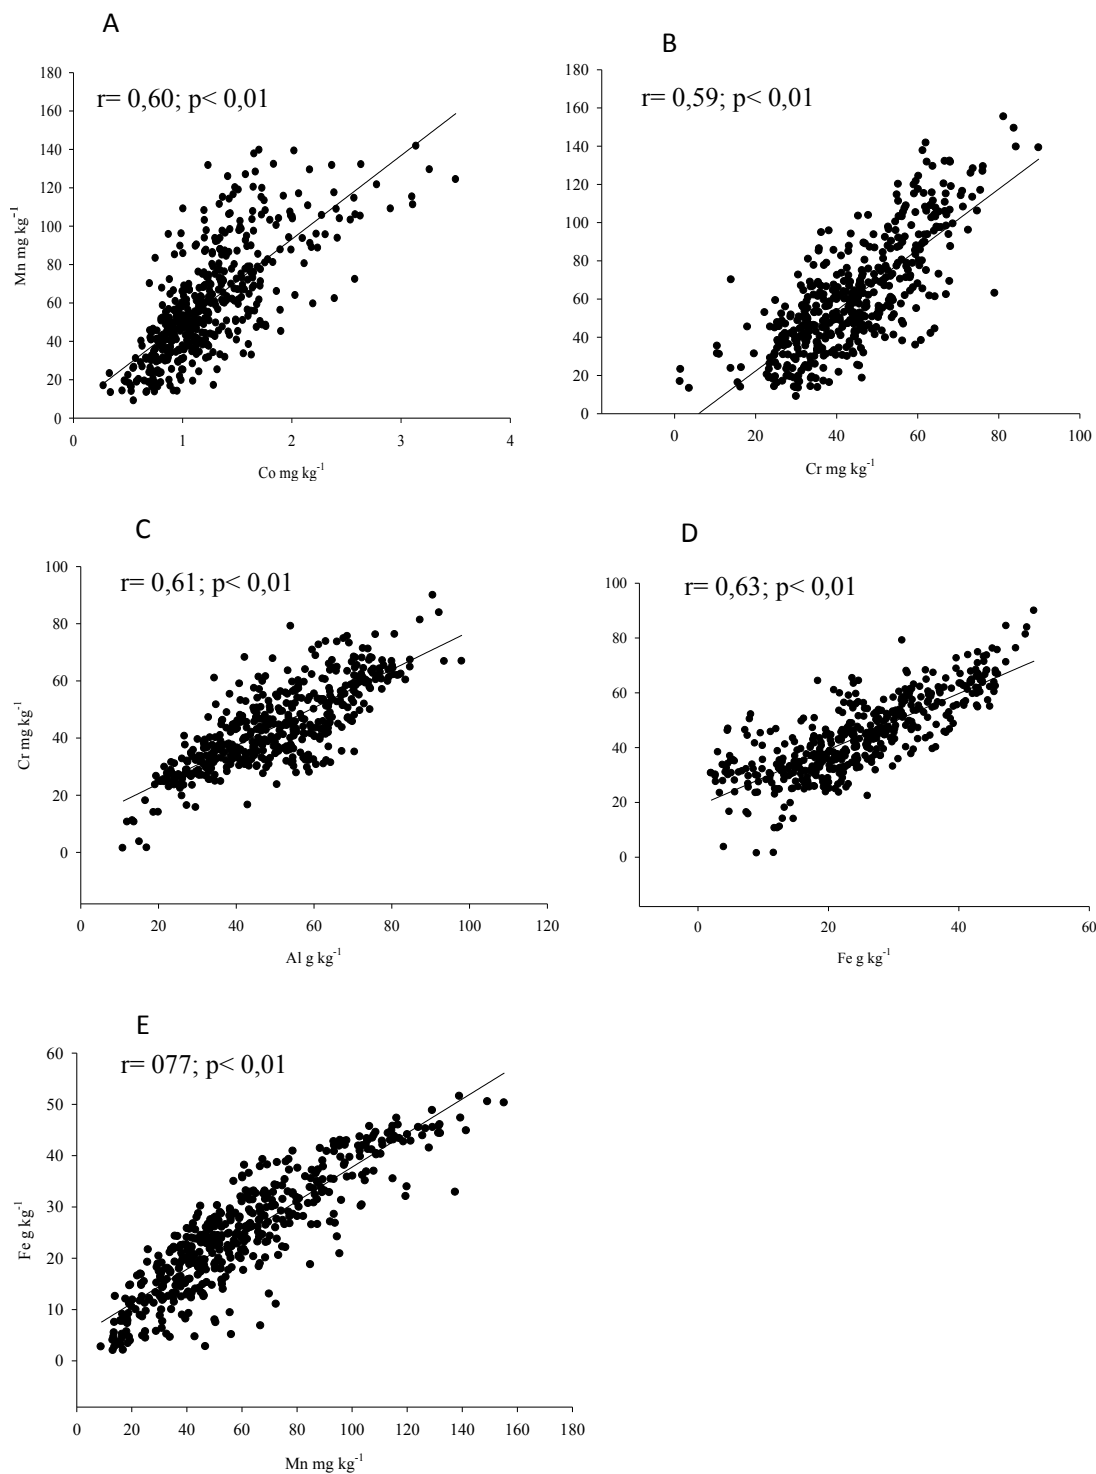 A
r= 0,60; p< 0,01
180
160
140
120
100
80
60
40
20
0
Mn mg kg-1
0 1 2 3 4
Co mg kg-1
B
r= 0,59; p< 0,01
180
160
140
120
100
80
60
40
20
0
0 20 40 60 80 100
Cr mg kg-1
C
r= 0,61; p< 0,01
100
80
60
40
20
0
Cr mg kg-1
0 20 40 60 80 100 120
Al g kg-1
D
r= 0,63; p< 0,01
100
80
60
40
20
0
0 20 40 60
Fe g kg-1
E
r= 077; p< 0,01
60
50
40
30
20
10
0
Fe g kg-1
0 20 40 60 80 100 120 140 160 180
Mn mg kg-1